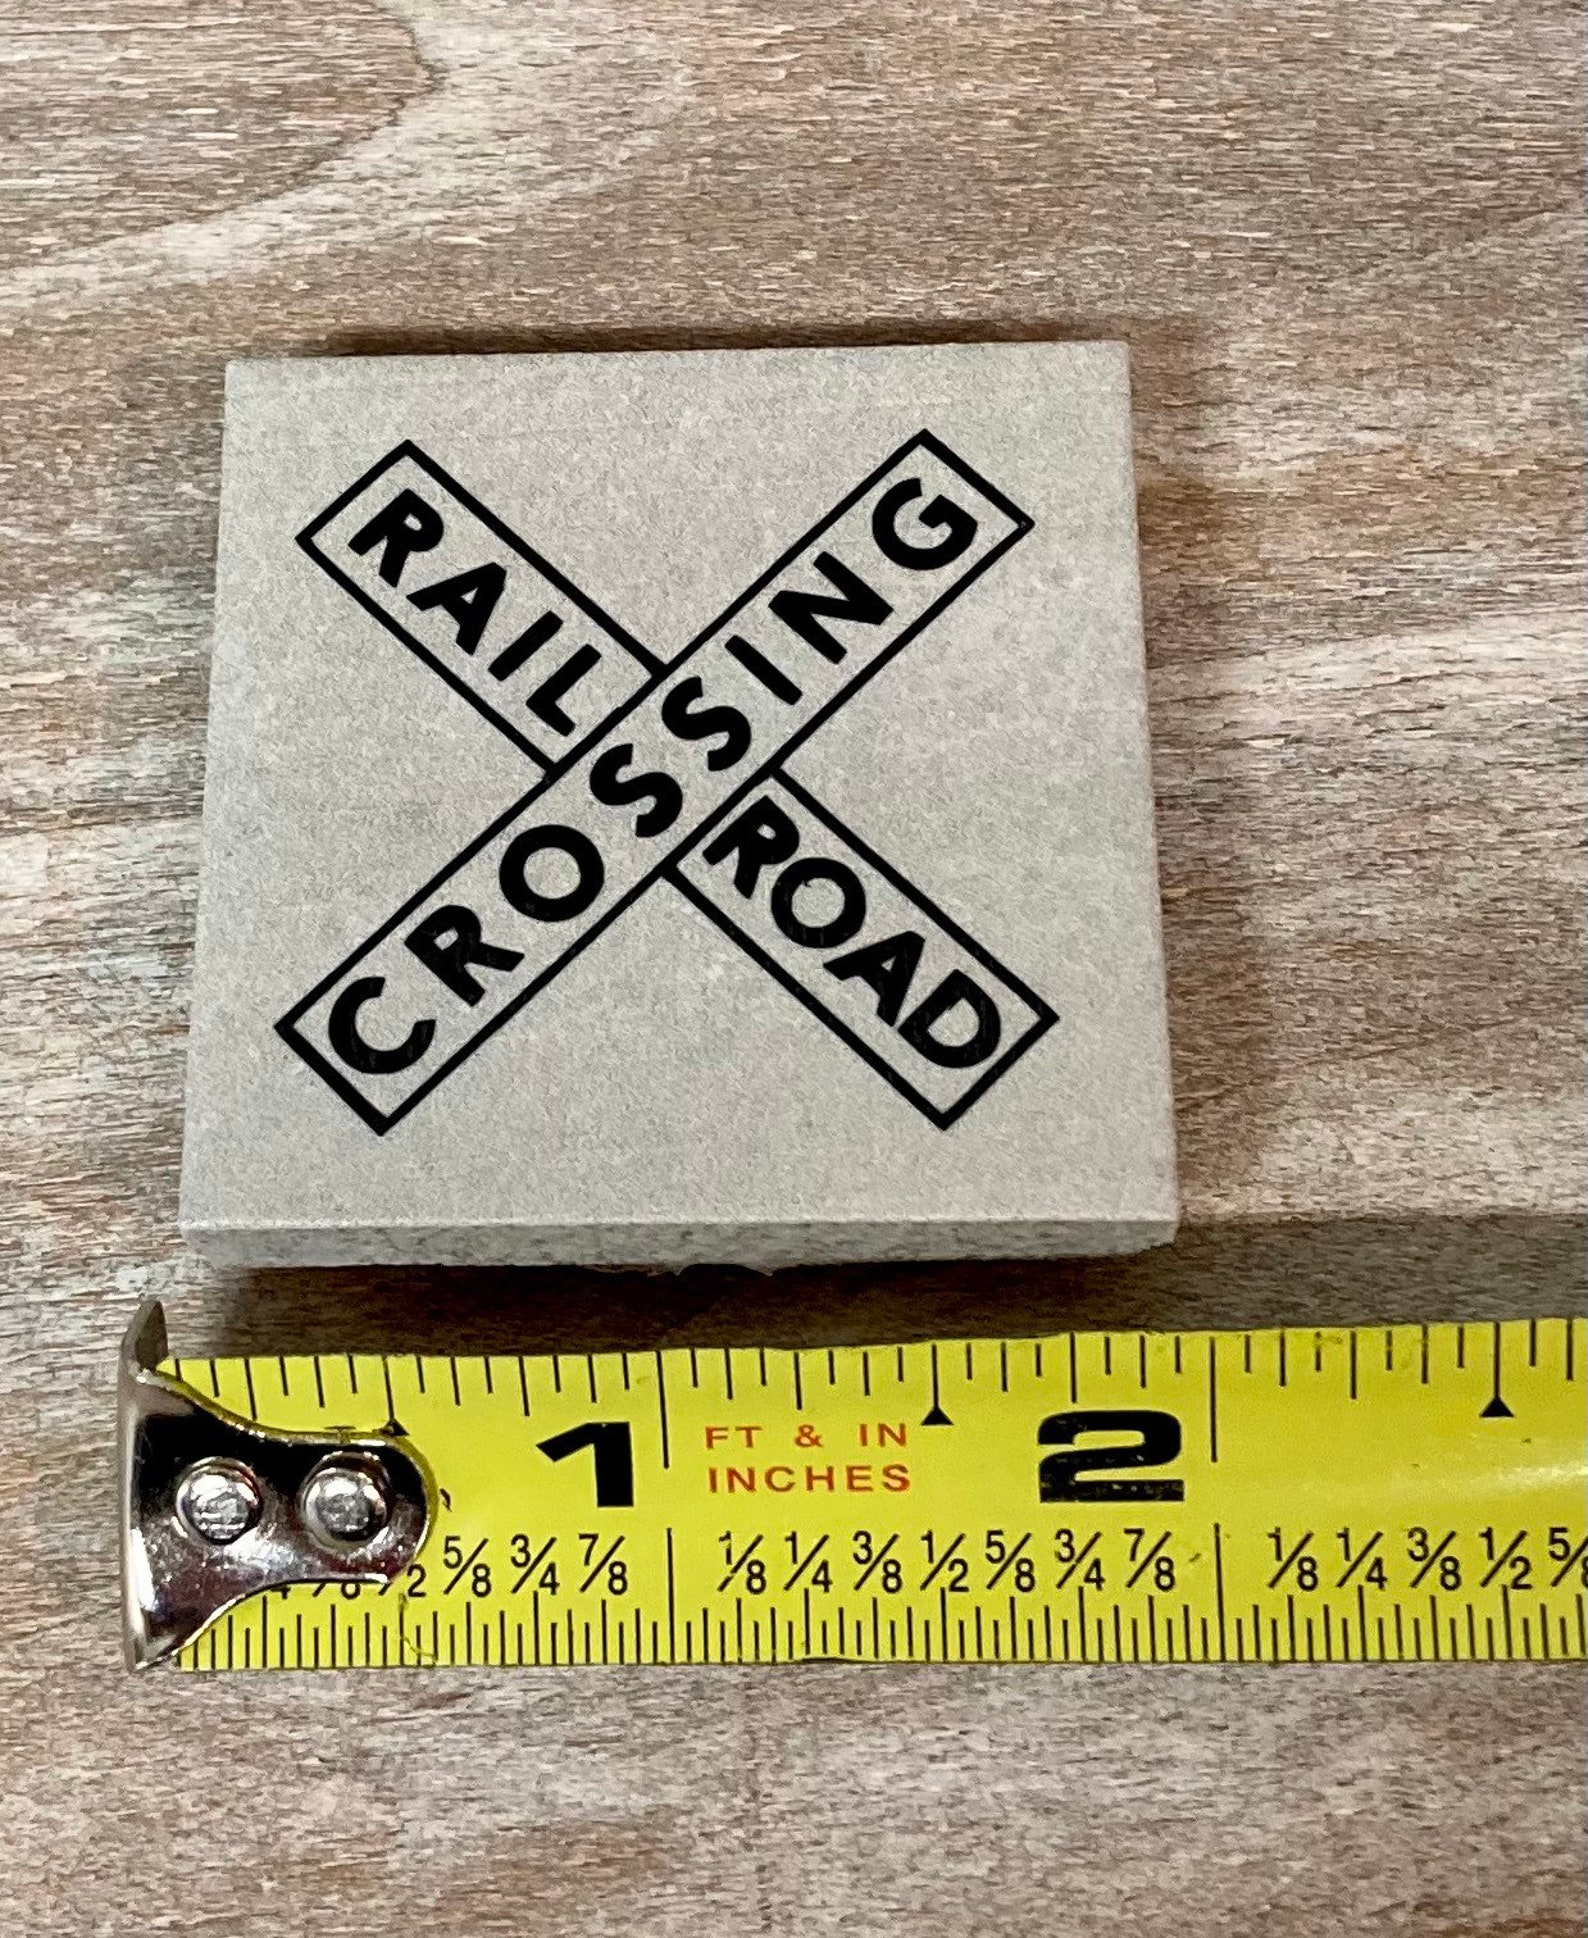 RAIL ROAD
CROSSING
1 FT & IN 2
INCHES
5/8 3/4 7/8 1/8 1/4 3/8 1/2 5/8 3/4 7/8 1/8 1/4 3/8 1/2